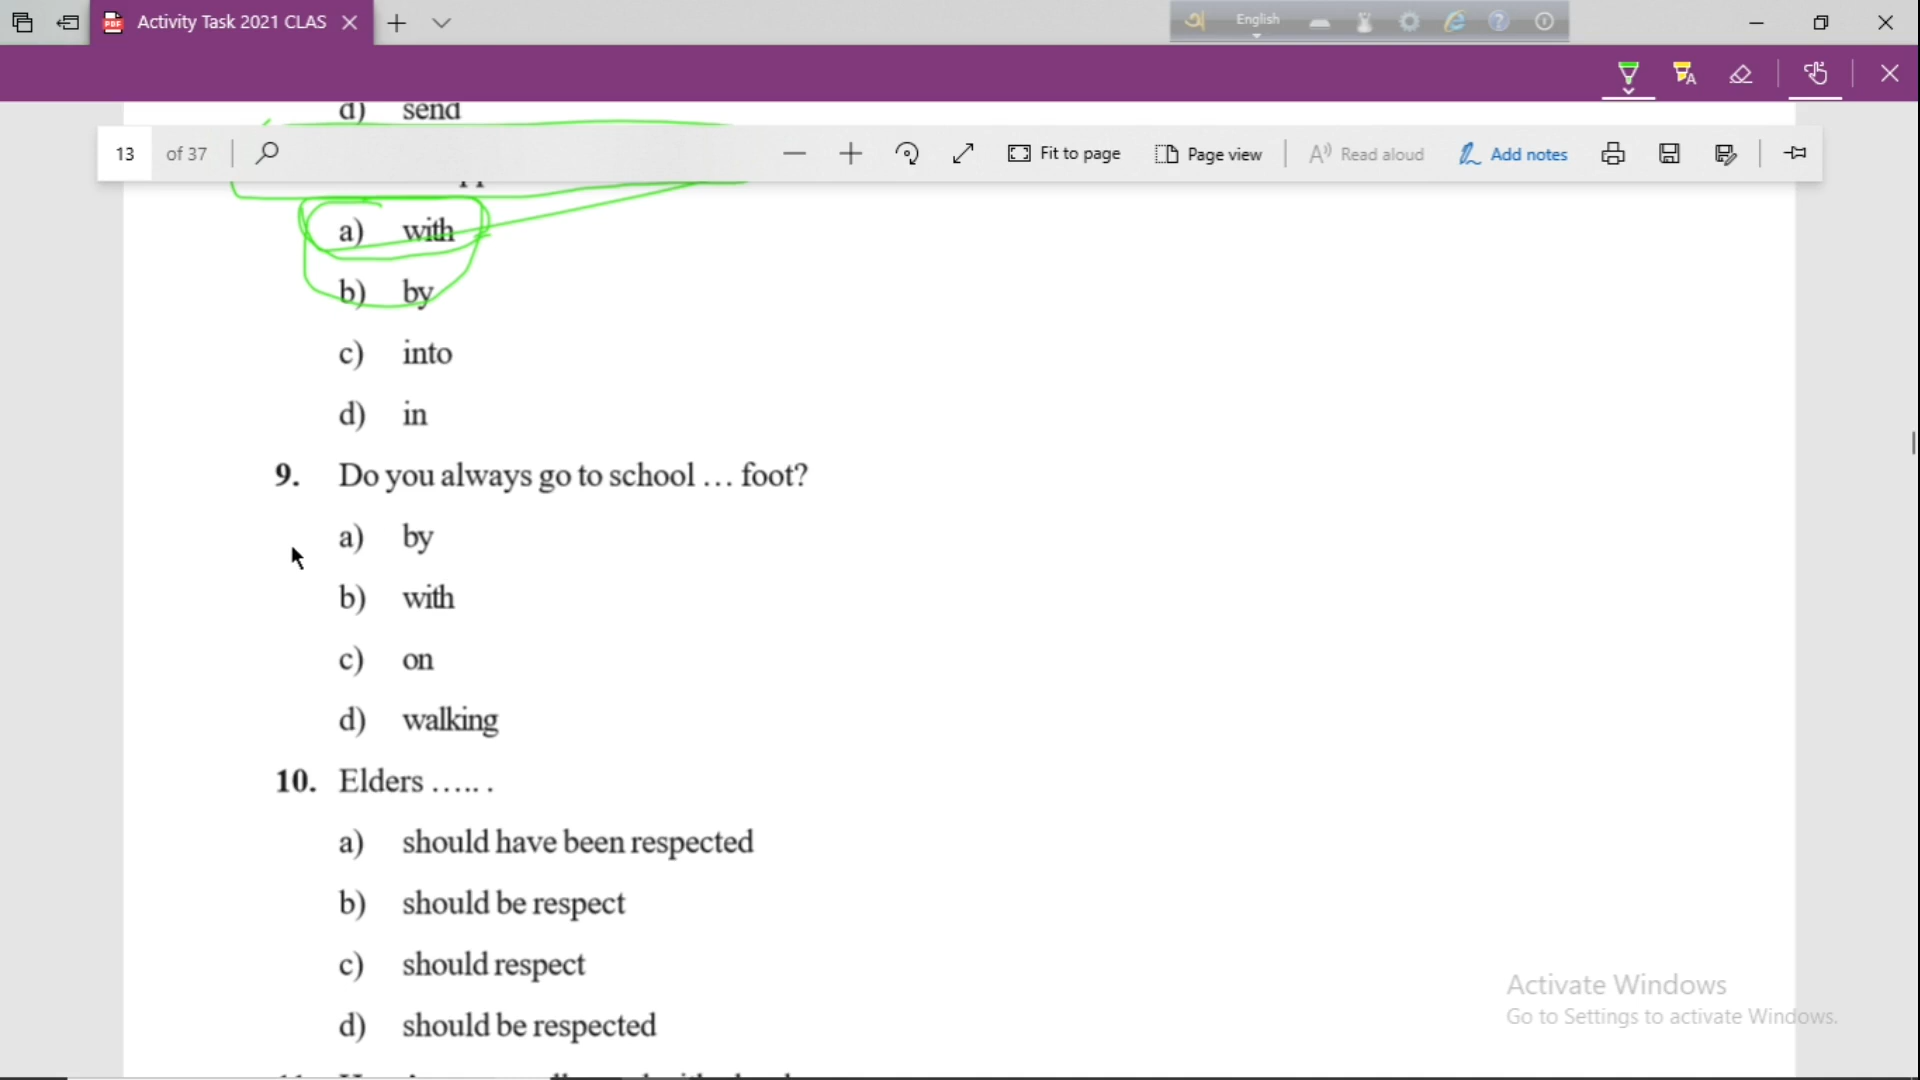 Activity Task 2021 CLAS
English
d) send
13 of 37 Fit to page Page view Read aloud Add notes
a) with
b) by
c) into
d) in
9. Do you always go to school ... foot?
a) by
b) with
c) on
d) walking
10. Elders ......
a) should have been respected
b) should be respect
c) should respect
d) should be respected
Activate Windows
Go to Settings to activate Windows.